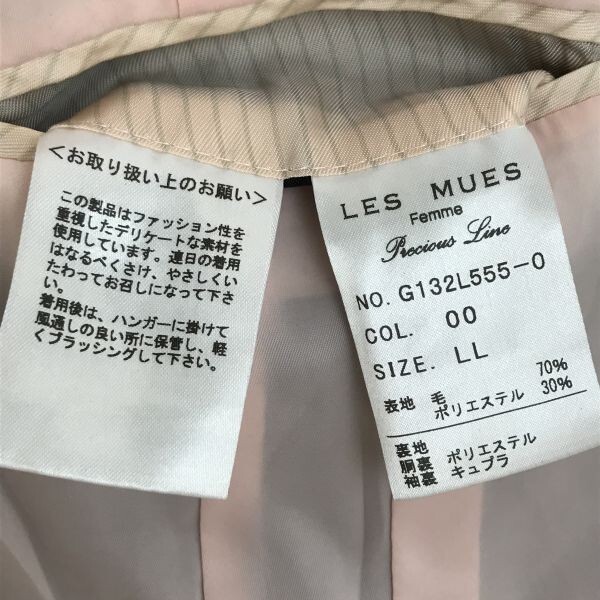 <お取り扱い上のお願い>
この製品はファッション性を
重視したデリケートな素材を
使用しています。連日の着用
はなるべくさけ、やさしくい
たわってお召しになって下さ
い。
着用後は、ハンガーに掛けて
風通しの良い所に保管し、軽
くブラッシングして下さい。
LES MUES
Femme
Precious Line
NO. G132L555-0
COL. 00
SIZE. LL
表地 毛 70%
ポリエステル 30%
裏地
胴裏 ポリエステル
袖裏 キュプラ